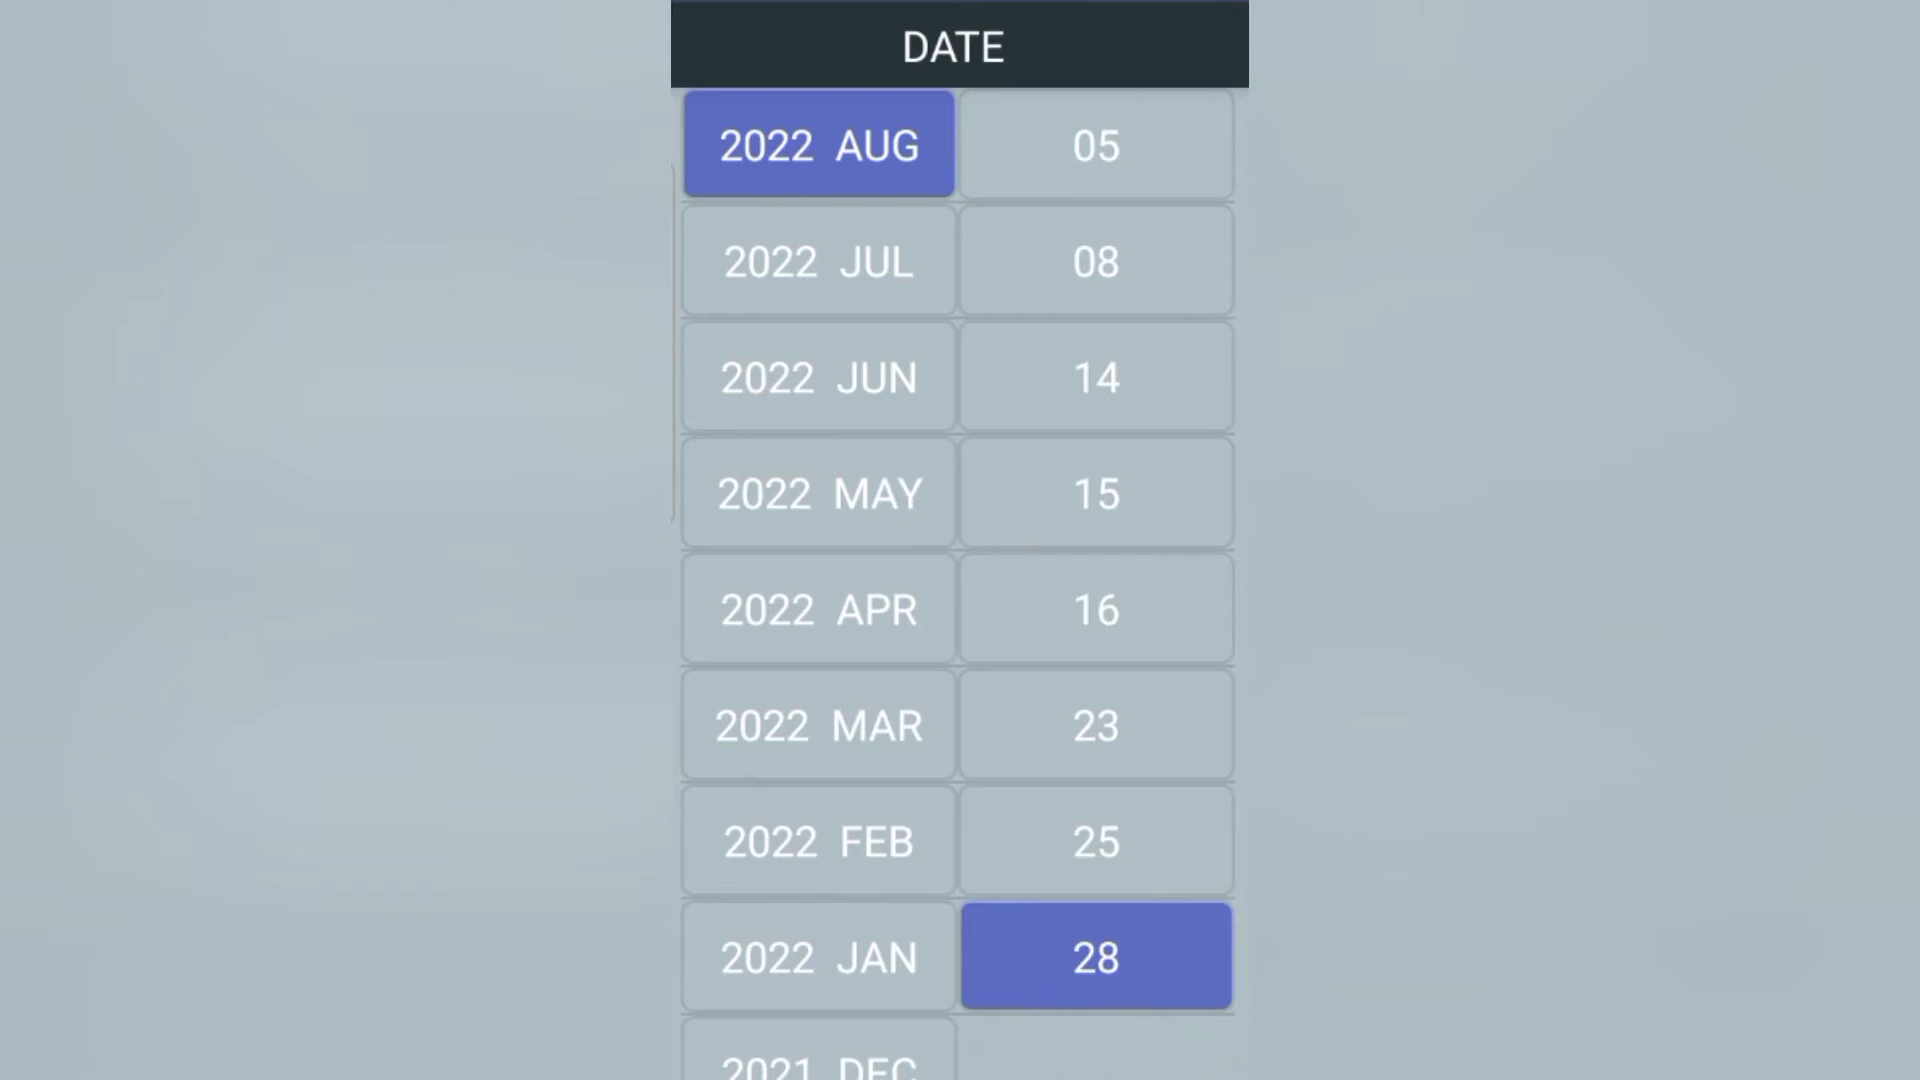 DATE
2022 AUG 05
2022 JUL 08
2022 JUN 14
2022 MAY 15
2022 APR 16
2022 MAR 23
2022 FEB 25
2022 JAN 28
2021 DEC